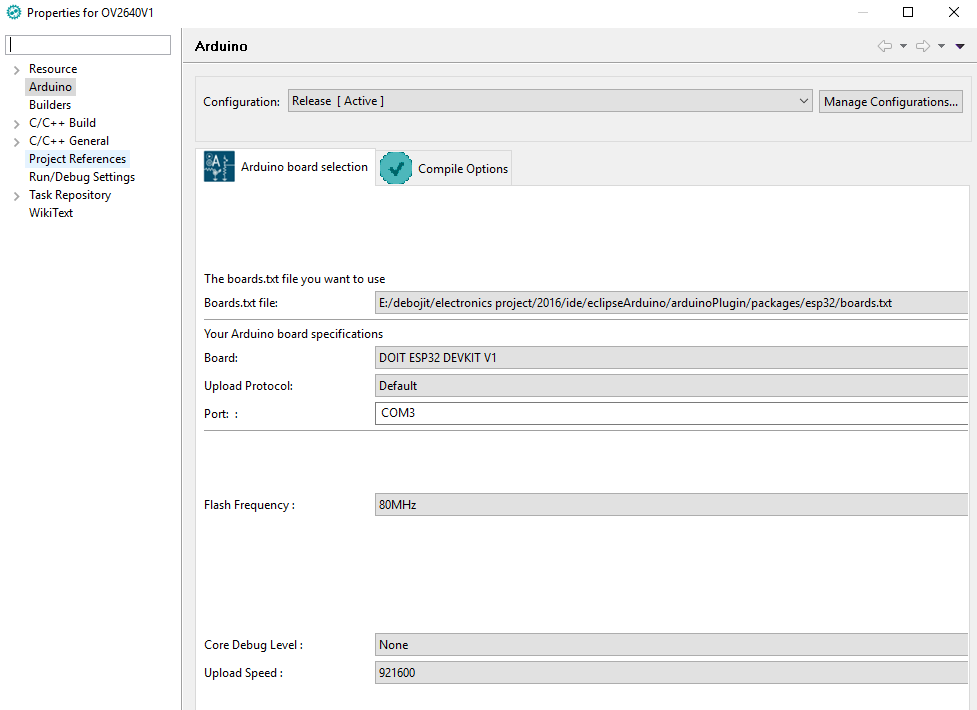 Properties for OV2640V1
Resource
Arduino
Builders
C/C++ Build
C/C++ General
Project References
Run/Debug Settings
Task Repository
WikiText
Arduino
Configuration: Release [ Active ] Manage Configurations...
Arduino board selection Compile Options
The boards.txt file you want to use
Boards.txt file: E:/debojit/electronics project/2016/ide/eclipseArduino/arduinoPlugin/packages/esp32/boards.txt
Your Arduino board specifications
Board: DOIT ESP32 DEVKIT V1
Upload Protocol: Default
Port: : COM3
Flash Frequency : 80MHz
Core Debug Level : None
Upload Speed : 921600